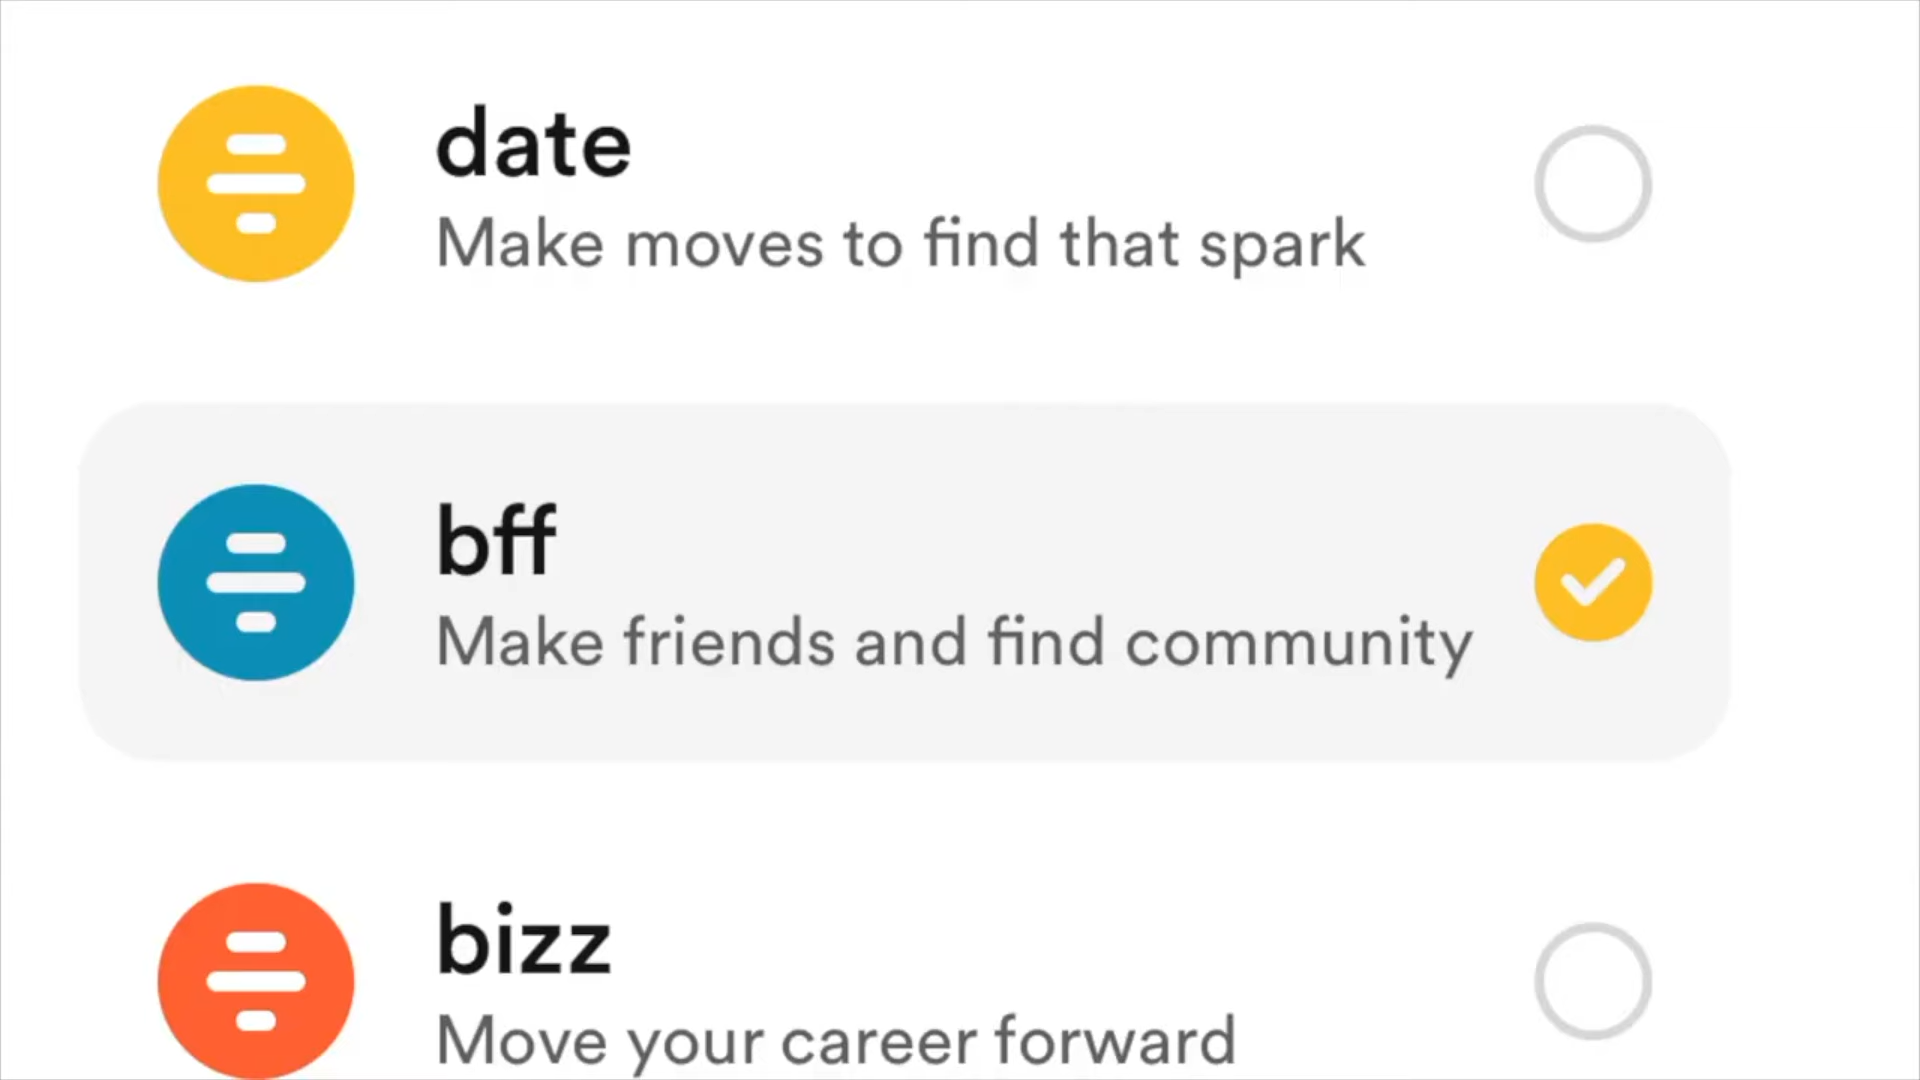 date
Make moves to find that spark
bff
Make friends and find community
bizz
Move your career forward